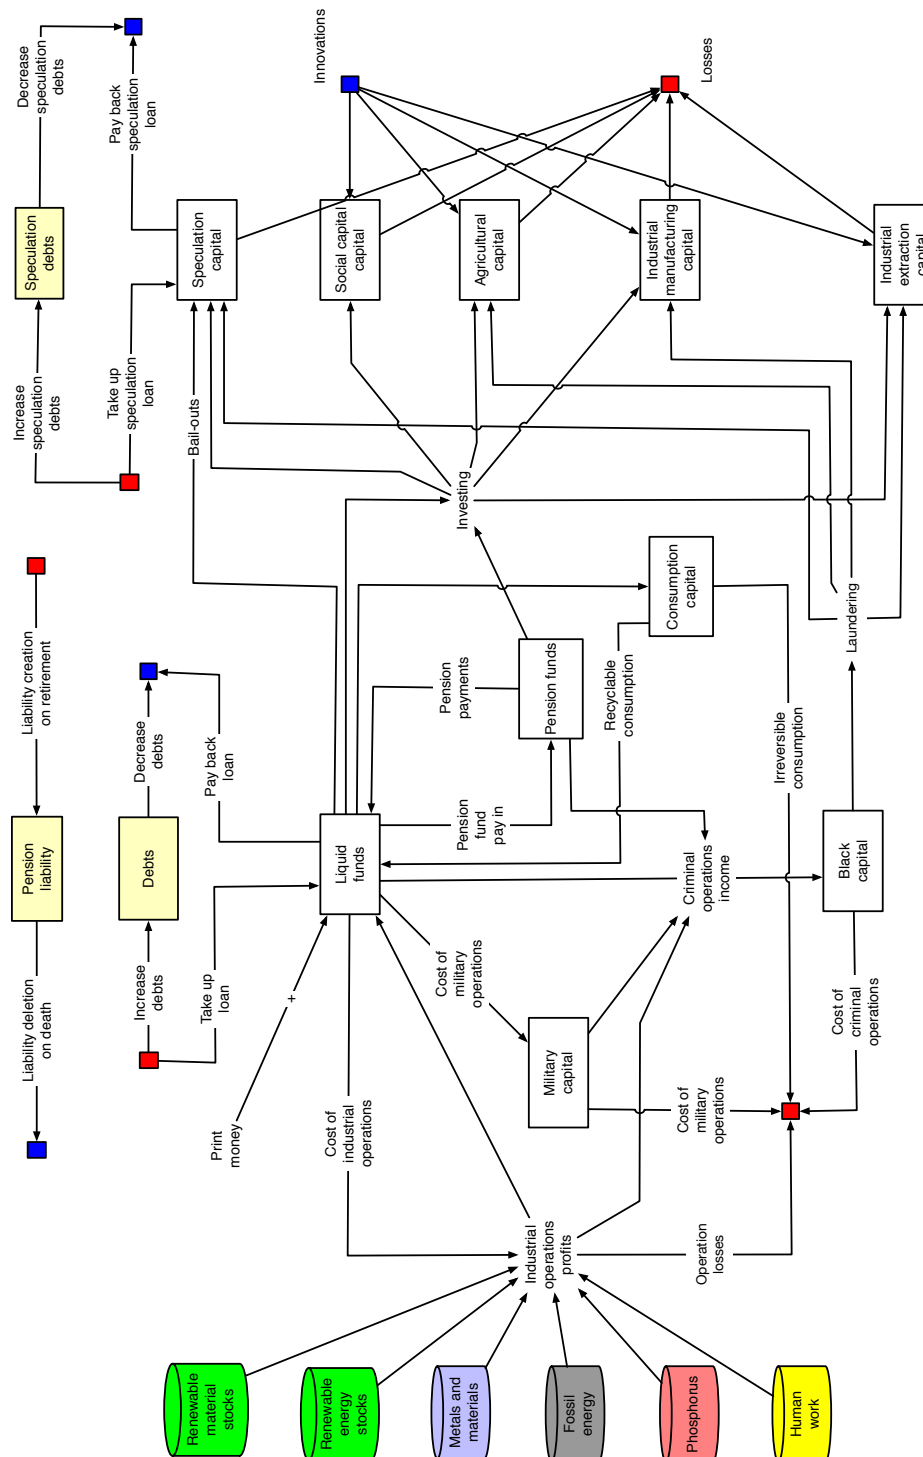 Liability deletion
on death
Pension
liability
Liability creation
on retirement
Increase
speculation
debts
Speculation
debts
Decrease
speculation
debts
Increase
debts
Debts
Decrease
debts
Take up
speculation
loan
Pay back
speculation
loan
Take up
loan
Pay back
loan
Print
money
+
Renewable
material
stocks
Bail-outs
Speculation
capital
Innovations
Renewable
energy
stocks
Cost of
industrial
operations
Liquid
funds
Social capital
capital
Cost of
military
operations
Pension
payments
Pension
fund
pay in
Metals and
materials
Investing
Agricultural
capital
Industrial
operations
profits
Military
capital
Pension funds
Fossil
energy
Recyclable
consumption
Industrial
manufacturing
capital
Losses
Phosphorus
Operation
losses
Cost of
military
operations
Criminal
operations
income
Consumption
capital
Human
work
Irreversible
consumption
Cost of
criminal
operations
Black
capital
Laundering
Industrial
extraction
capital